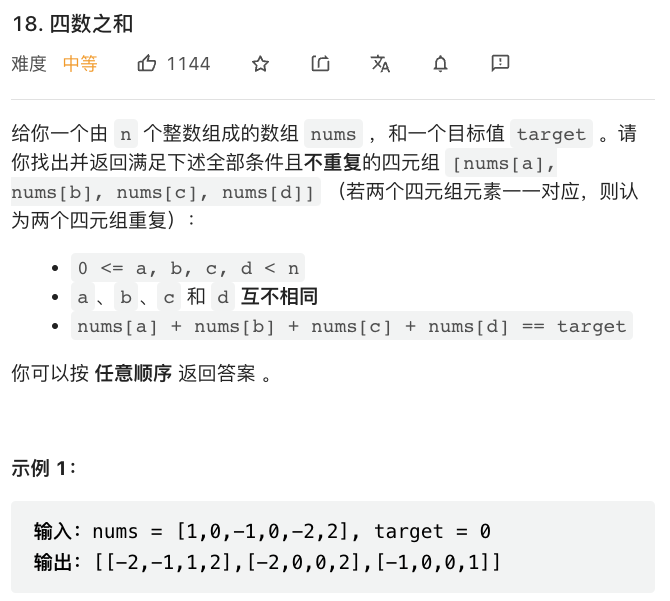 18. 四数之和
难度 中等 1144
给你一个由 n 个整数组成的数组 nums ，和一个目标值 target 。请
你找出并返回满足下述全部条件且不重复的四元组 [nums[a],
nums[b], nums[c], nums[d]] （若两个四元组元素一一对应，则认
为两个四元组重复）：
• 0 <= a, b, c, d < n
• a 、 b 、 c 和 d 互不相同
• nums[a] + nums[b] + nums[c] + nums[d] == target
你可以按 任意顺序 返回答案 。
示例 1：
输入：nums = [1,0,-1,0,-2,2], target = 0
输出：[[-2,-1,1,2],[-2,0,0,2],[-1,0,0,1]]